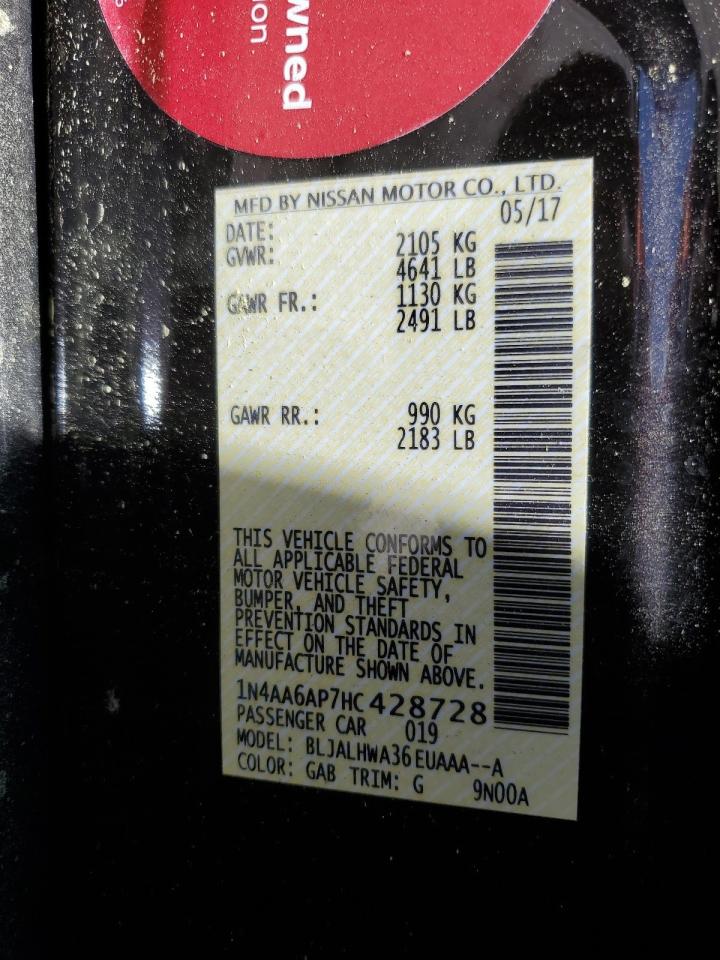 wned
ion
MFD BY NISSAN MOTOR CO., LTD.
DATE: 05/17
GVWR: 2105 KG
4641 LB
GAWR FR.: 1130 KG
2491 LB
GAWR RR.: 990 KG
2183 LB
THIS VEHICLE CONFORMS TO
ALL APPLICABLE FEDERAL
MOTOR VEHICLE SAFETY,
BUMPER, AND THEFT
PREVENTION STANDARDS IN
EFFECT ON THE DATE OF
MANUFACTURE SHOWN ABOVE.
1N4AA6AP7HC428728
PASSENGER CAR 019
MODEL: BLJALHWA36EUAAA--A
COLOR: GAB TRIM: G 9N00A